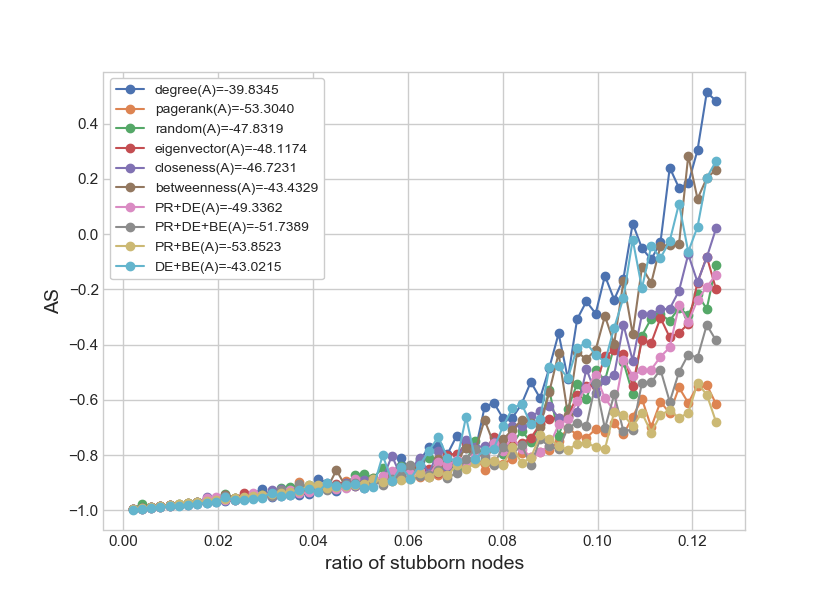 degree(A)=-39.8345
pagerank(A)=-53.3040
random(A)=-47.8319
eigenvector(A)=-48.1174
closeness(A)=-46.7231
betweenness(A)=-43.4329
PR+DE(A)=-49.3362
PR+DE+BE(A)=-51.7389
PR+BE(A)=-53.8523
DE+BE(A)=-43.0215
0.4
0.2
0.0
−0.2
−0.4
−0.6
−0.8
−1.0
AS
0.00 0.02 0.04 0.06 0.08 0.10 0.12
ratio of stubborn nodes